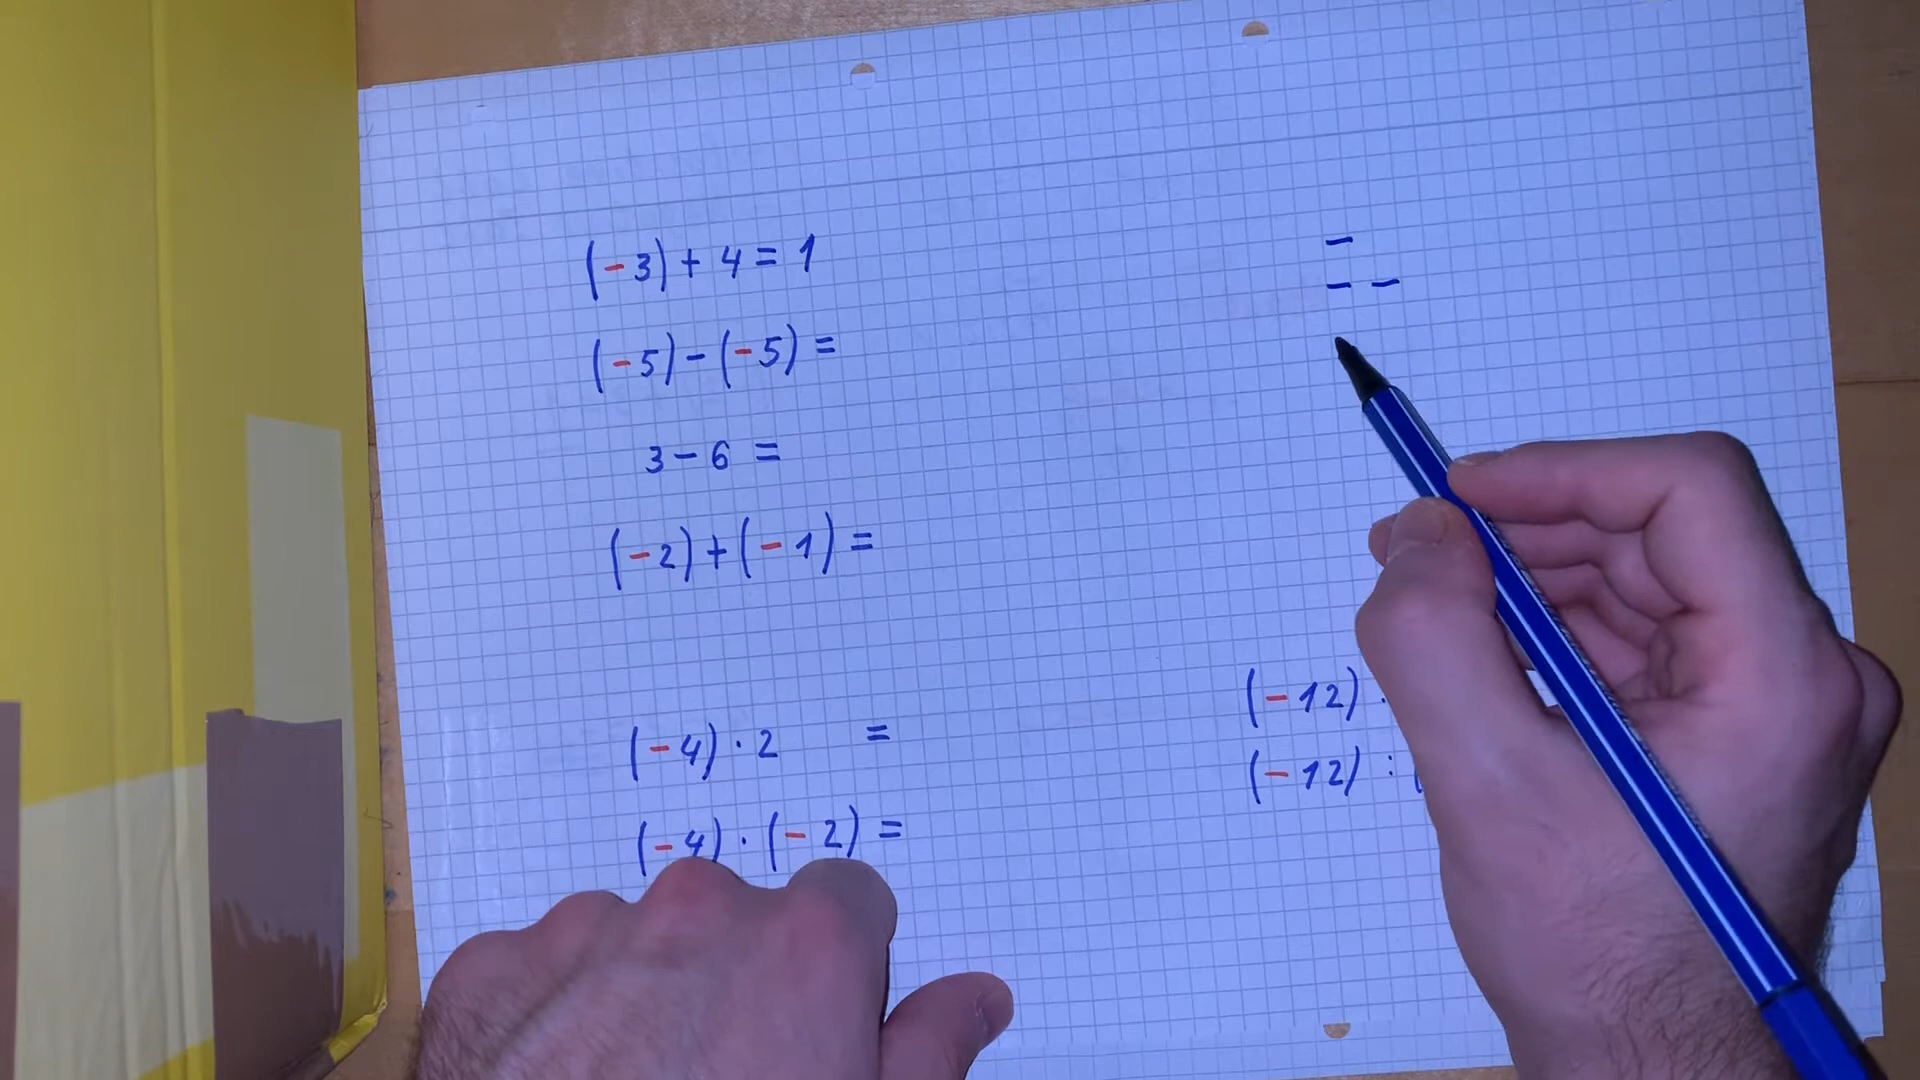 (-3) + 4 = 1
(-5) - (-5) =
3 - 6 =
(-2) + (-1) =
(-4) · 2 =
(-4) · (-2) =
-
- -
(-12) :
(-12) : (